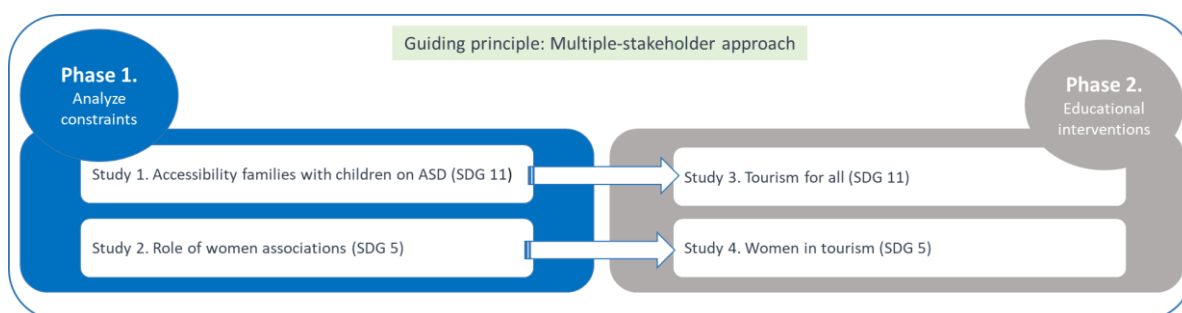 Guiding principle: Multiple-stakeholder approach
Phase 1.
Analyze
constraints
Study 1. Accessibility families with children on ASD (SDG 11)
Study 2. Role of women associations (SDG 5)
Phase 2.
Educational
interventions
Study 3. Tourism for all (SDG 11)
Study 4. Women in tourism (SDG 5)